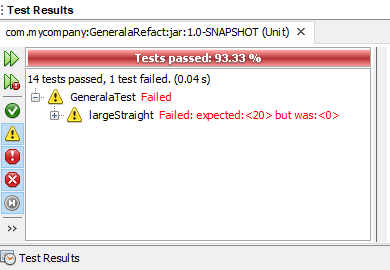 Test Results
com.mycompany:GeneralaRefact:jar:1.0-SNAPSHOT (Unit)
Tests passed: 93.33 %
14 tests passed, 1 test failed. (0.04 s)
GeneralaTest Failed
largeStraight Failed: expected:<20> but was:<0>
Test Results